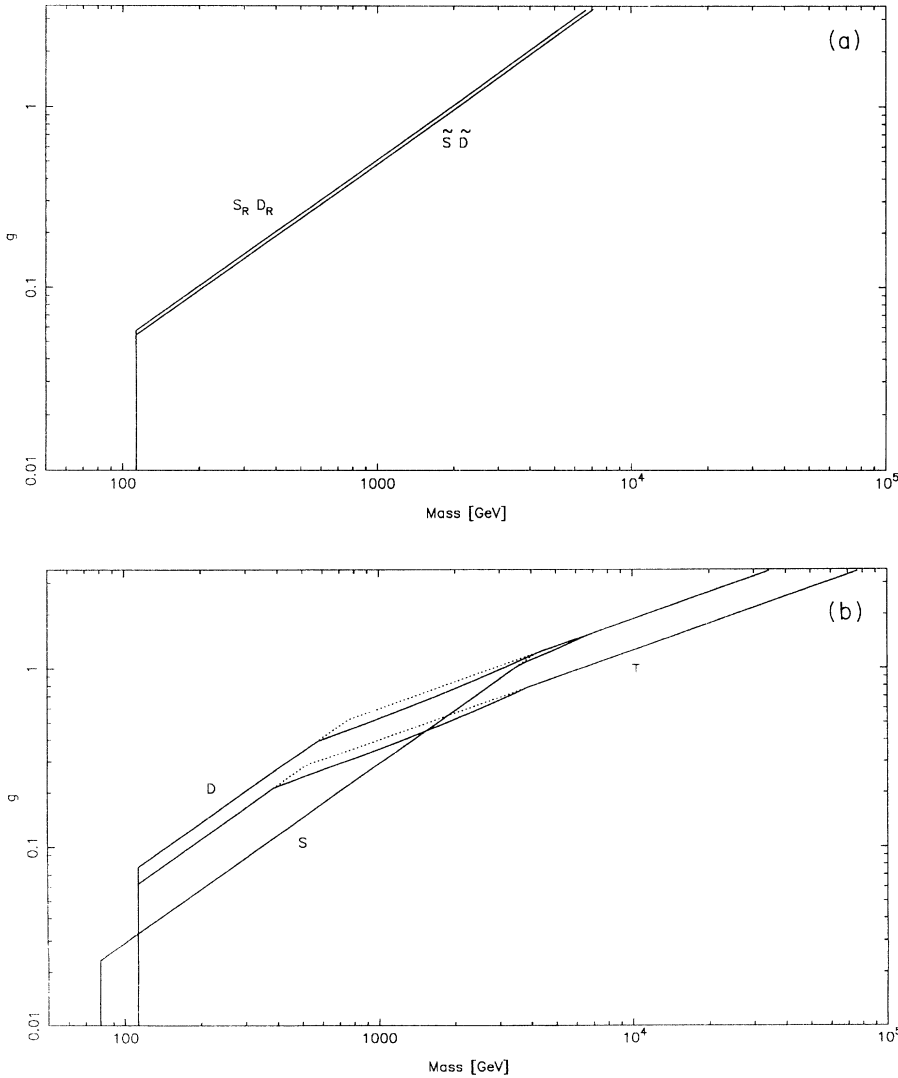 (a)
1
~ ~
S D
S_R D_R
g
0.1
0.01
100 1000 10^4 10^5
Mass [GeV]
(b)
1
T
D
g
S
0.1
0.01
100 1000 10^4 10^5
Mass [GeV]